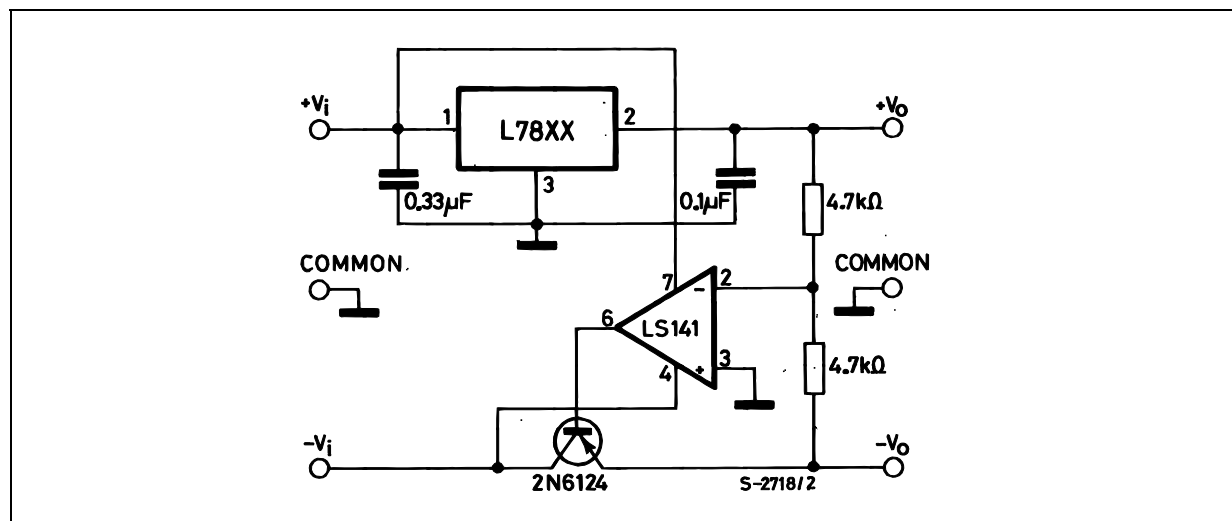 +Vi
1
L78XX
2
+Vo
3
0.33µF
0.1µF
4.7kΩ
COMMON.
COMMON
7
-
2
6
LS141
4
+
3
4.7kΩ
-Vi
-Vo
2N6124
S-2718/2